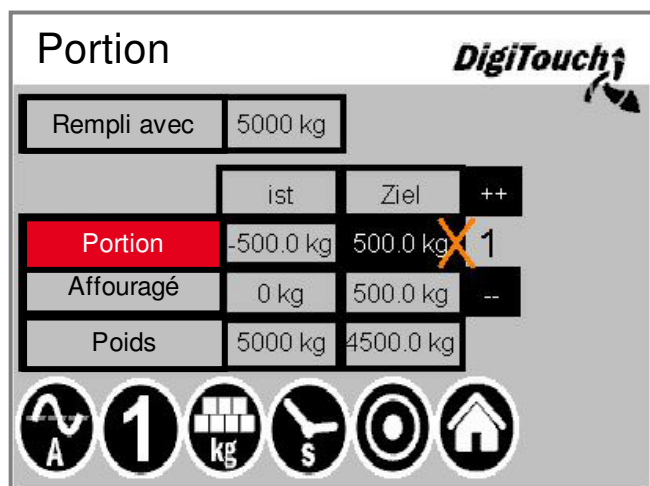 Portion
DigiTouch
Rempli avec 5000 kg
ist Ziel ++
Portion -500.0 kg 500.0 kg 1
Affouragé 0 kg 500.0 kg --
Poids 5000 kg 4500.0 kg
A 1 kg s